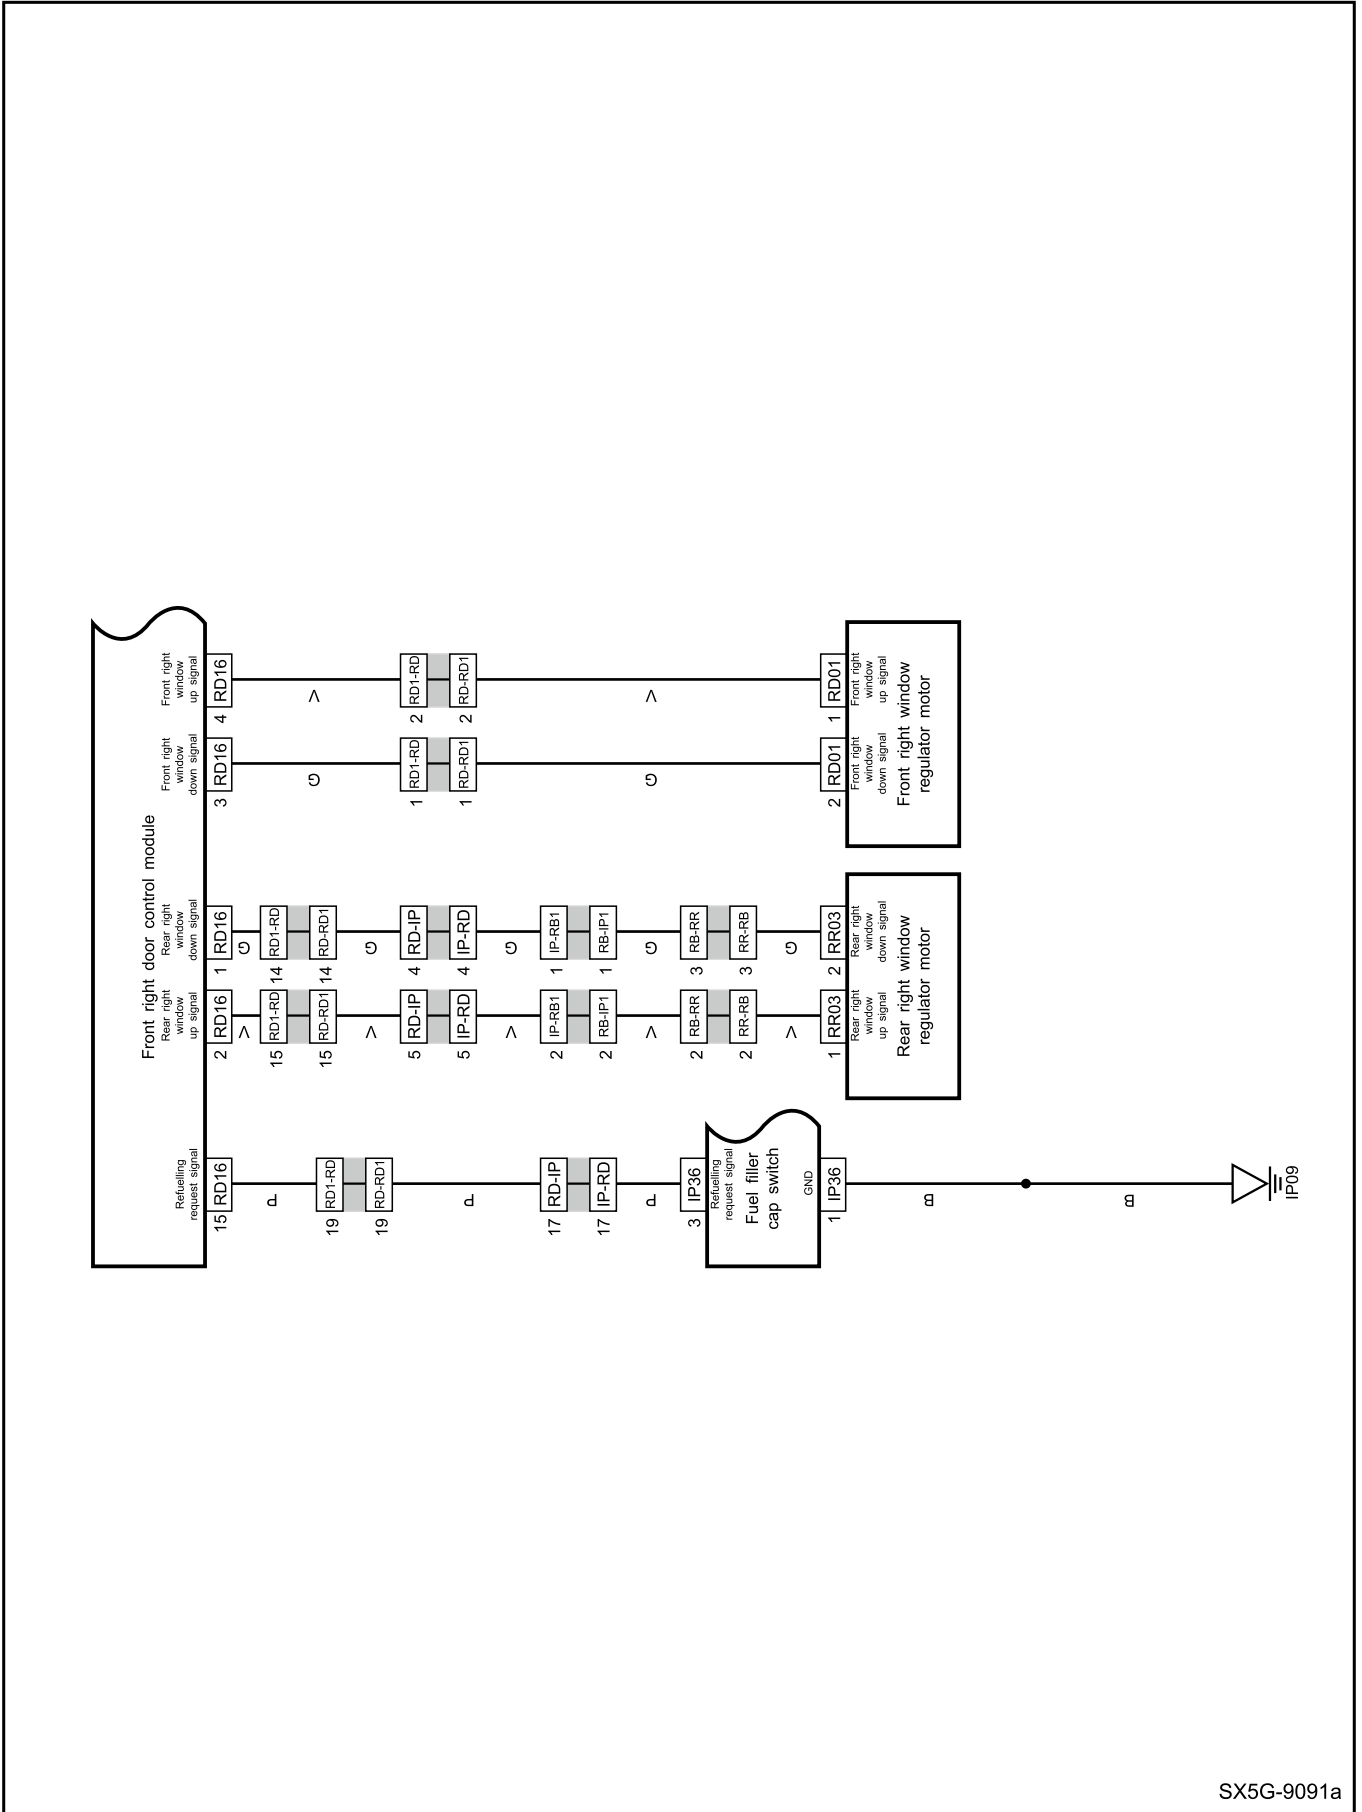 Front right door control module
Refuelling
request signal
15
RD16
P
RD1-RD
19
RD-RD1
19
P
RD-IP
17
IP-RD
17
P
IP36
3
Refuelling
request signal
Fuel filler
cap switch
GND
IP36
1
B
B
IP09
Rear right
window
up signal
2
RD16
V
RD1-RD
15
RD-RD1
15
V
RD-IP
5
IP-RD
5
V
IP-RB1
2
RB-IP1
2
V
RB-RR
2
RR-RB
2
V
RR03
1
Rear right
window
up signal
Rear right
window
down signal
1
RD16
G
RD1-RD
14
RD-RD1
14
G
RD-IP
4
IP-RD
4
G
IP-RB1
1
RB-IP1
1
G
RB-RR
3
RR-RB
3
G
RR03
2
Rear right
window
down signal
Rear right window
regulator motor
Front right
window
down signal
3
RD16
G
RD1-RD
1
RD-RD1
1
G
RD01
2
Front right
window
down signal
Front right
window
up signal
4
RD16
V
RD1-RD
2
RD-RD1
2
V
RD01
1
Front right
window
up signal
Front right window
regulator motor
SX5G-9091a